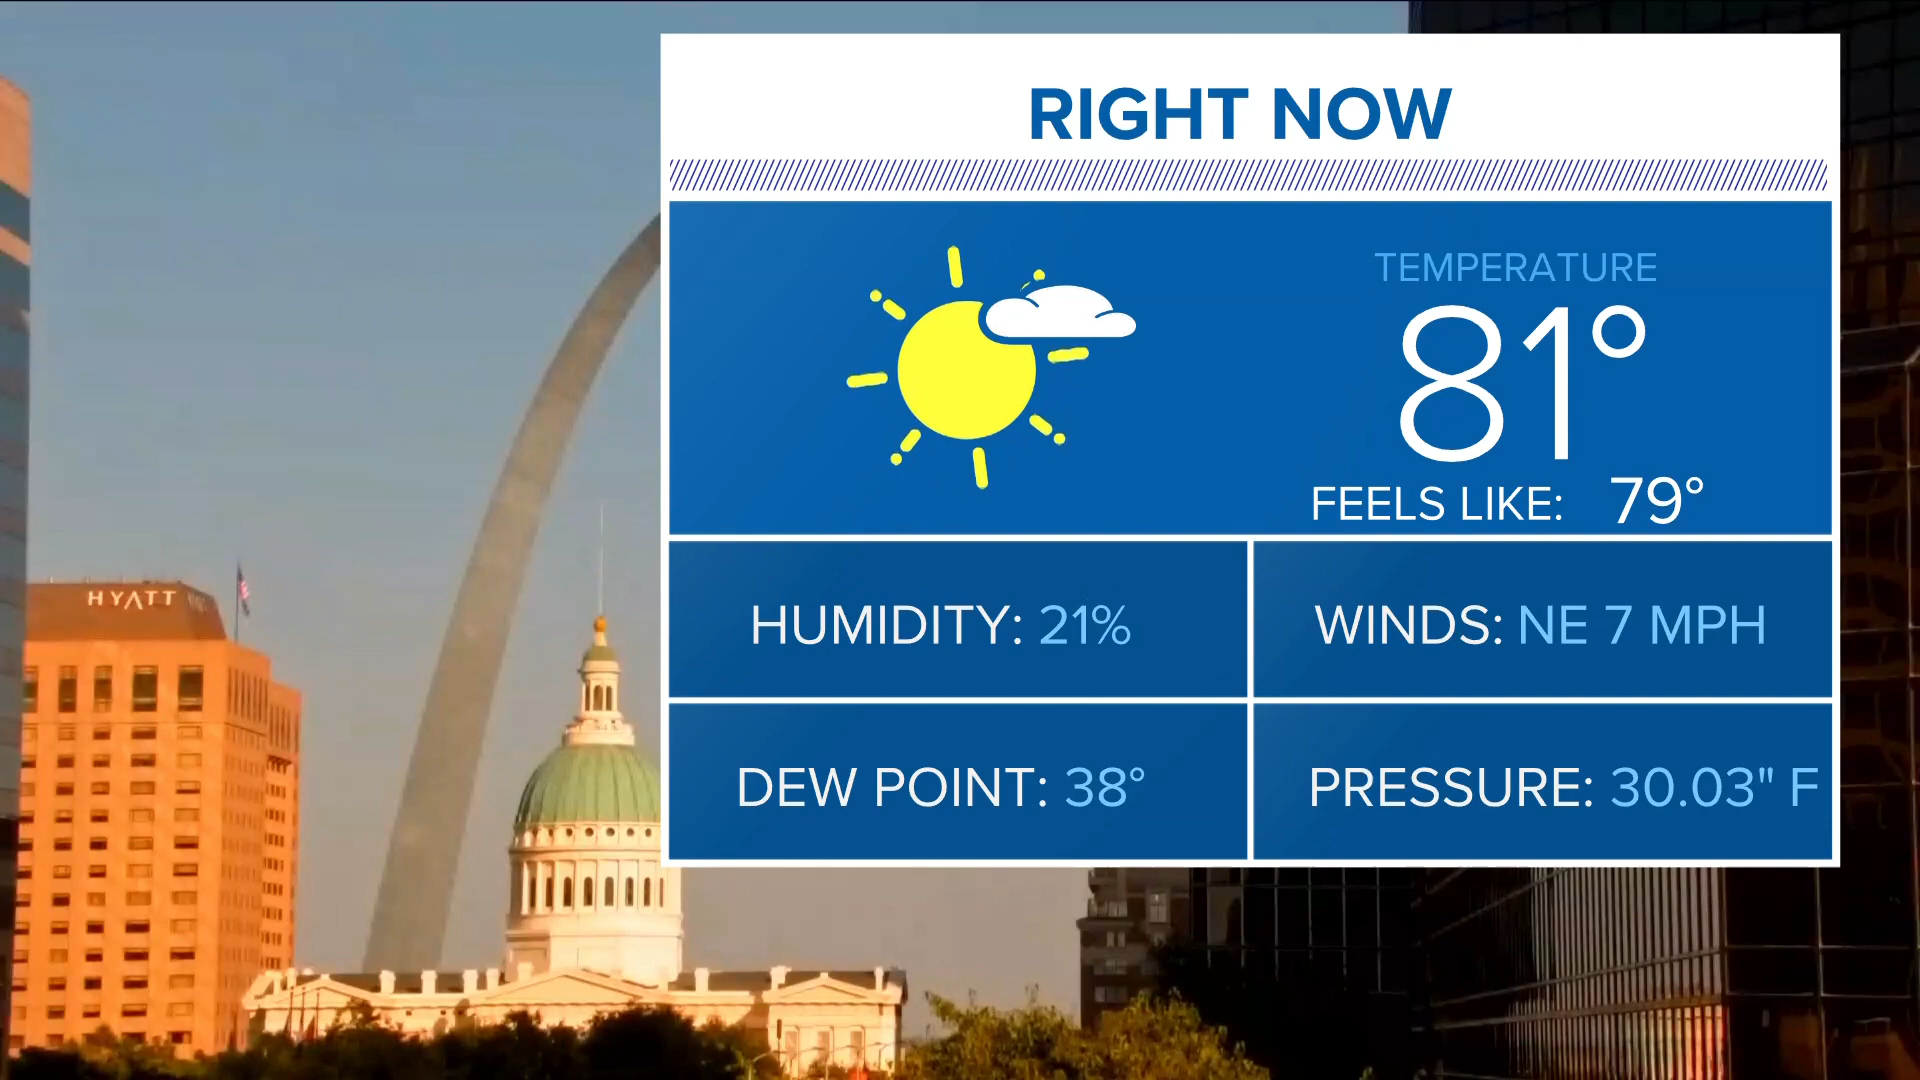 RIGHT NOW
TEMPERATURE
81°
FEELS LIKE: 79°
HUMIDITY: 21%
WINDS: NE 7 MPH
DEW POINT: 38°
PRESSURE: 30.03" F
HYATT